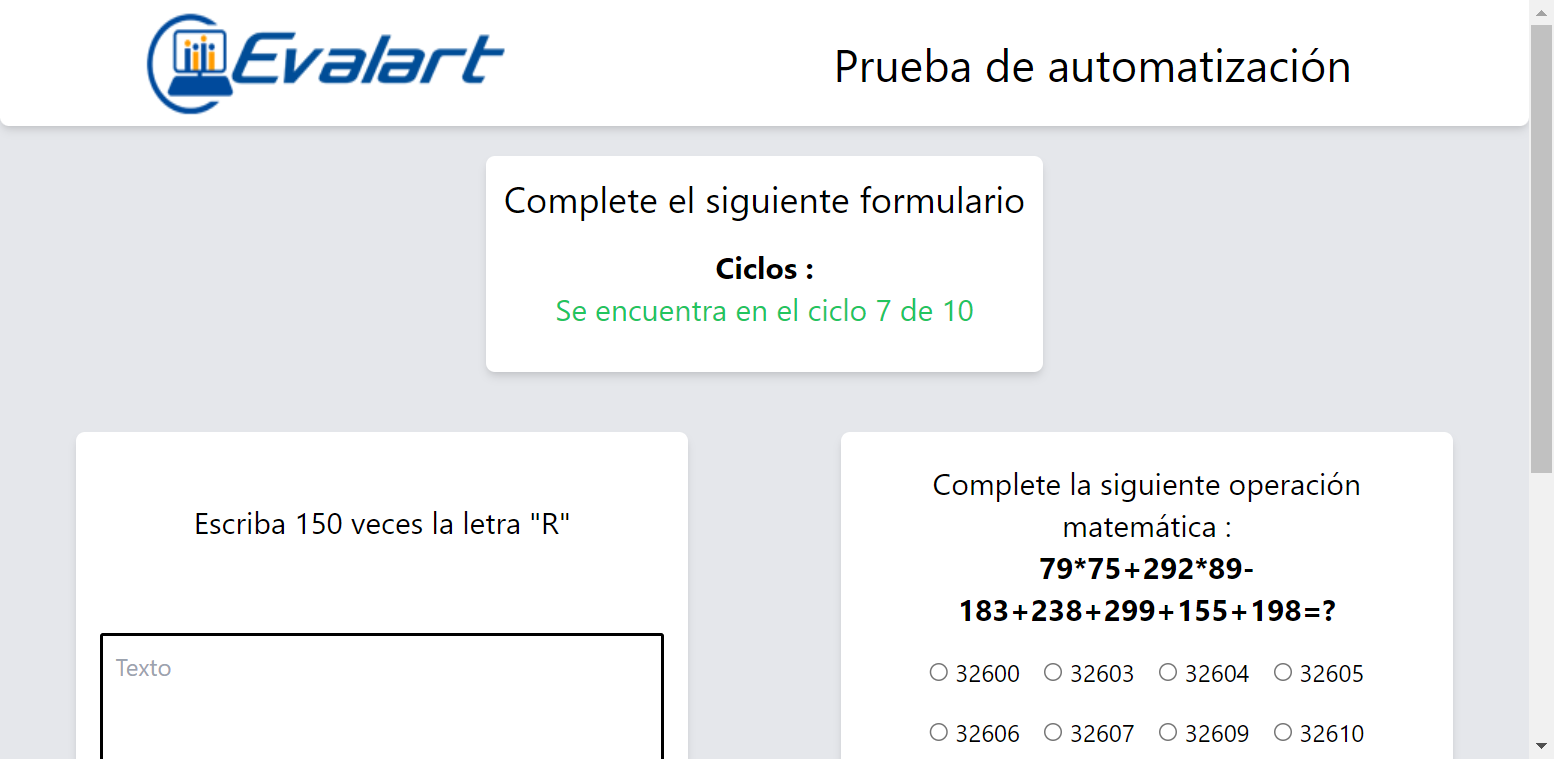 Evalart
Prueba de automatización
Complete el siguiente formulario
Ciclos :
Se encuentra en el ciclo 7 de 10
Escriba 150 veces la letra "R"
Texto
Complete la siguiente operación
matemática :
79*75+292*89-
183+238+299+155+198=?
32600 32603 32604 32605
32606 32607 32609 32610